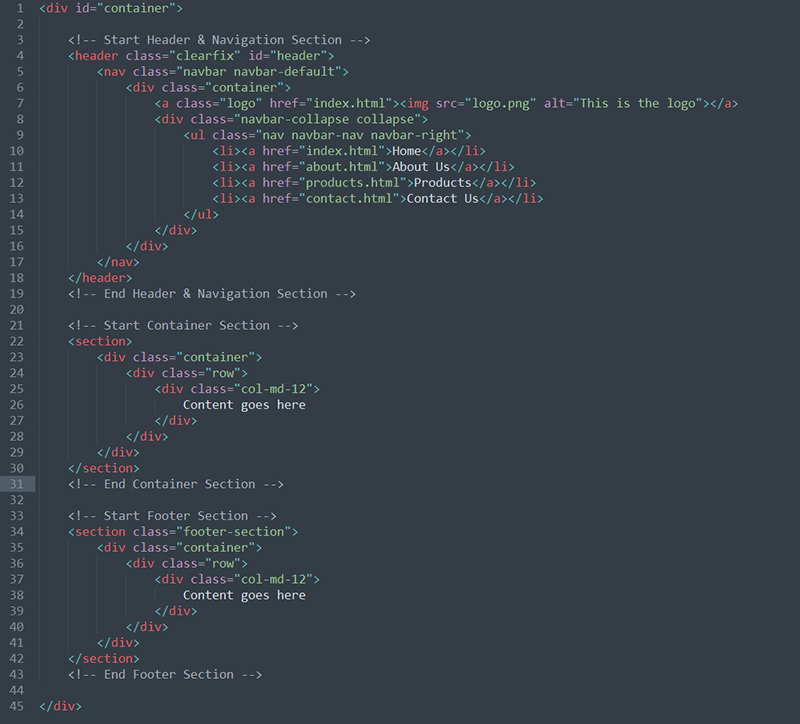 1 <div id="container">
2
3 <!-- Start Header & Navigation Section -->
4 <header class="clearfix" id="header">
5 <nav class="navbar navbar-default">
6 <div class="container">
7 <a class="logo" href="index.html"><img src="logo.png" alt="This is the logo"></a>
8 <div class="navbar-collapse collapse">
9 <ul class="nav navbar-nav navbar-right">
10 <li><a href="index.html">Home</a></li>
11 <li><a href="about.html">About Us</a></li>
12 <li><a href="products.html">Products</a></li>
13 <li><a href="contact.html">Contact Us</a></li>
14 </ul>
15 </div>
16 </div>
17 </nav>
18 </header>
19 <!-- End Header & Navigation Section -->
20
21 <!-- Start Container Section -->
22 <section>
23 <div class="container">
24 <div class="row">
25 <div class="col-md-12">
26 Content goes here
27 </div>
28 </div>
29 </div>
30 </section>
31 <!-- End Container Section -->
32
33 <!-- Start Footer Section -->
34 <section class="footer-section">
35 <div class="container">
36 <div class="row">
37 <div class="col-md-12">
38 Content goes here
39 </div>
40 </div>
41 </div>
42 </section>
43 <!-- End Footer Section -->
44
45 </div>